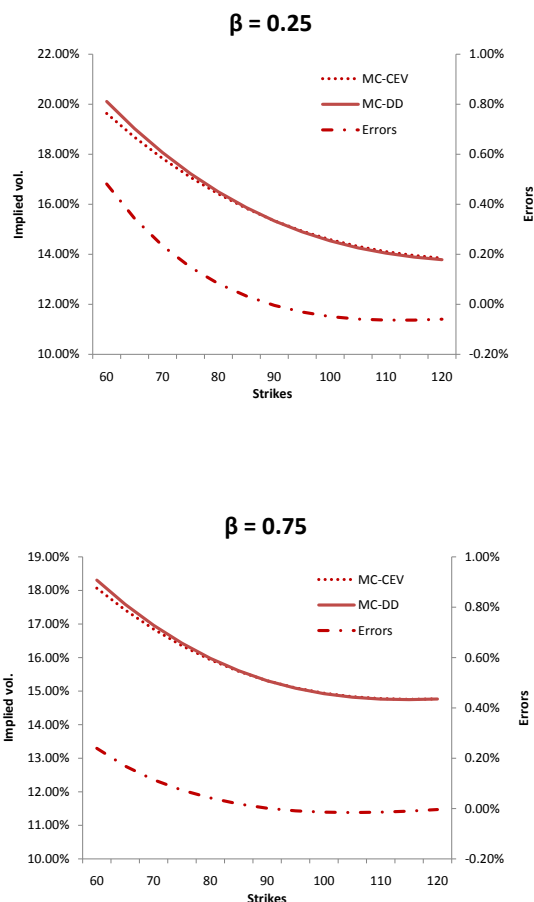 β = 0.25
22.00%
20.00%
18.00%
16.00%
14.00%
12.00%
10.00%
Implied vol.
1.00%
0.80%
0.60%
0.40%
0.20%
0.00%
-0.20%
Errors
MC-CEV
MC-DD
Errors
60 70 80 90 100 110 120
Strikes
β = 0.75
19.00%
18.00%
17.00%
16.00%
15.00%
14.00%
13.00%
12.00%
11.00%
10.00%
Implied vol.
1.00%
0.80%
0.60%
0.40%
0.20%
0.00%
-0.20%
Errors
MC-CEV
MC-DD
Errors
60 70 80 90 100 110 120
Strikes